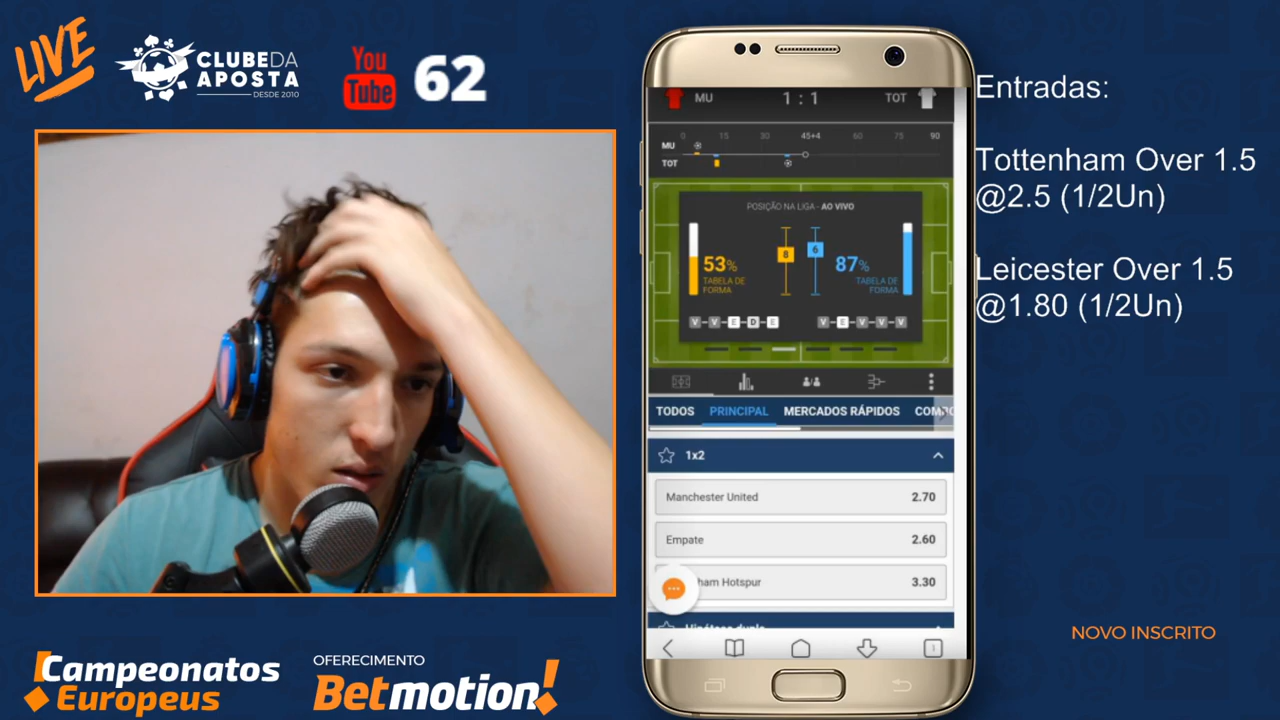 LIVE
CLUBEDA
APOSTA
DESDE 2010
You
Tube
62
MU
1 : 1
TOT
0
15
30
45+4
60
75
90
MU
TOT
POSIÇÃO NA LIGA - AO VIVO
53%
TABELA DE
FORMA
8
6
87%
TABELA DE
FORMA
V V E D E
V E V V V
TODOS
PRINCIPAL
MERCADOS RÁPIDOS
1x2
Manchester United
2.70
Empate
2.60
Hotspur
3.30
1
Entradas:
Tottenham Over 1.5
@2.5 (1/2Un)
Leicester Over 1.5
@1.80 (1/2Un)
NOVO INSCRITO
Campeonatos
Europeus
OFERECIMENTO
Betmotion!